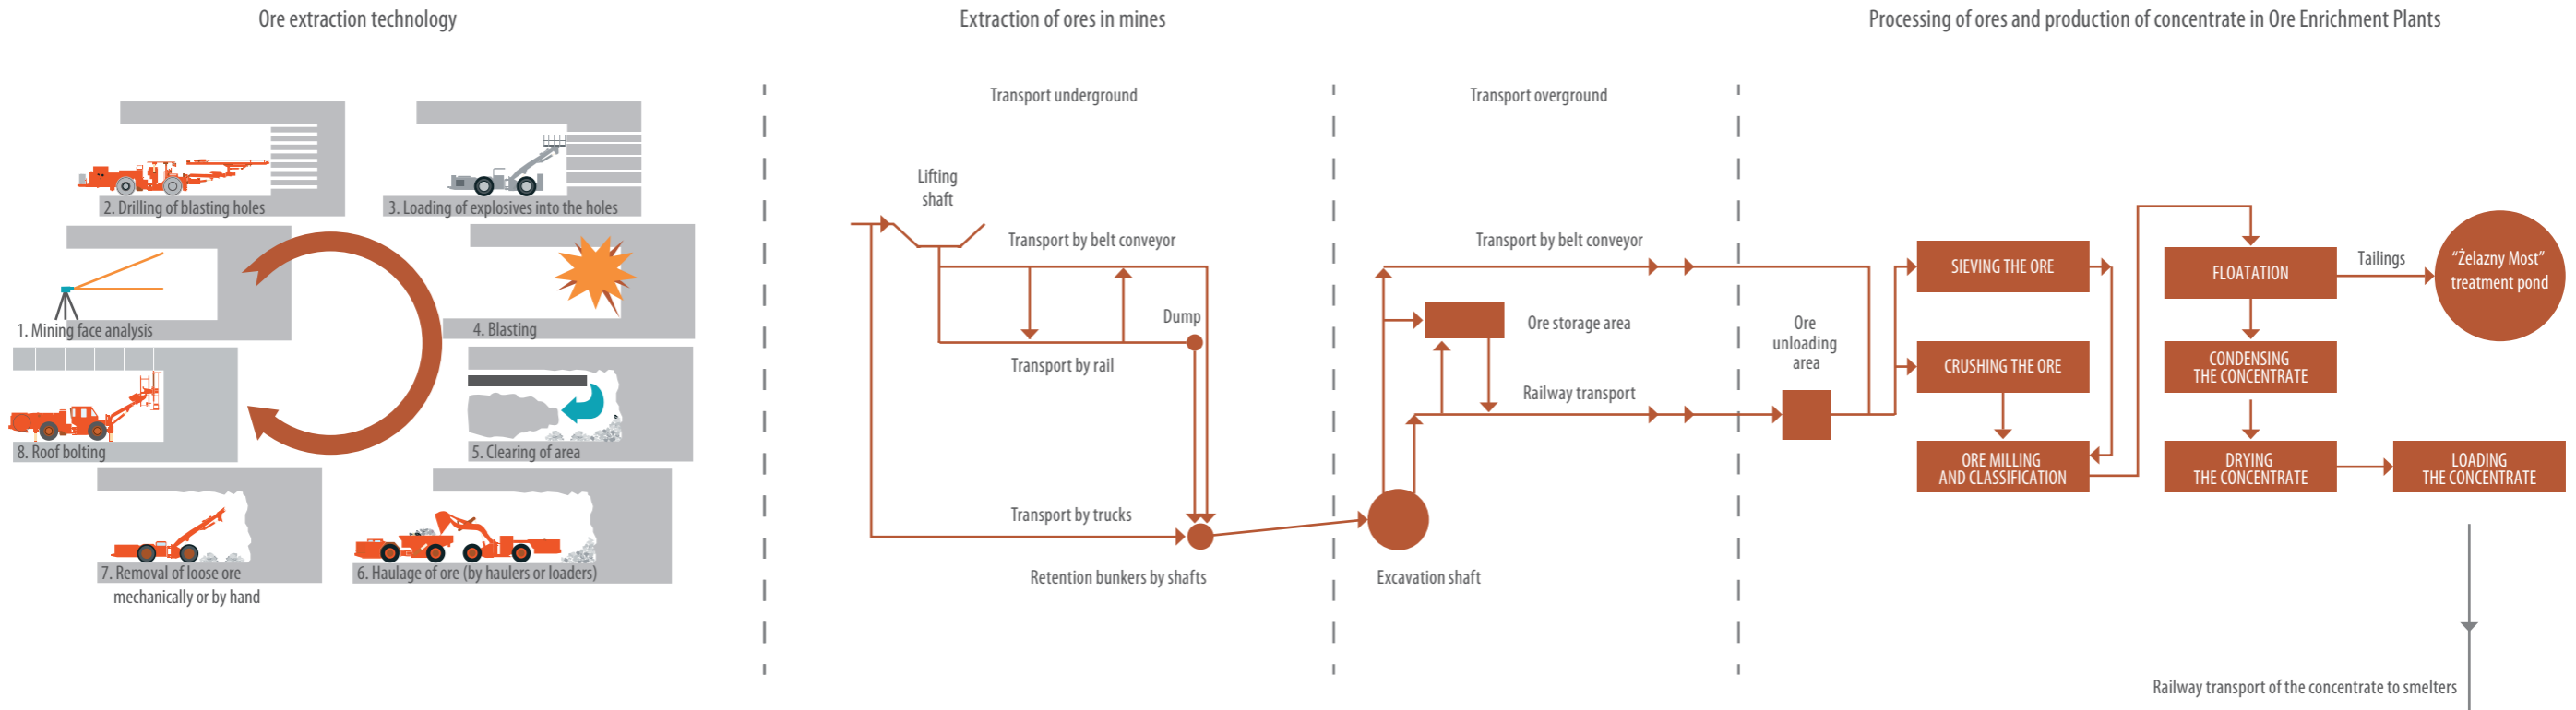 Ore extraction technology
Extraction of ores in mines
Processing of ores and production of concentrate in Ore Enrichment Plants
2. Drilling of blasting holes
3. Loading of explosives into the holes
1. Mining face analysis
4. Blasting
8. Roof bolting
5. Clearing of area
7. Removal of loose ore
mechanically or by hand
6. Haulage of ore (by haulers or loaders)
Transport underground
Lifting
shaft
Transport by belt conveyor
Dump
Transport by rail
Transport by trucks
Retention bunkers by shafts
Transport overground
Transport by belt conveyor
Ore storage area
Railway transport
Excavation shaft
Ore
unloading
area
SIEVING THE ORE
CRUSHING THE ORE
ORE MILLING
AND CLASSIFICATION
FLOATATION
Tailings
“Żelazny Most”
treatment pond
CONDENSING
THE CONCENTRATE
DRYING
THE CONCENTRATE
LOADING
THE CONCENTRATE
Railway transport of the concentrate to smelters